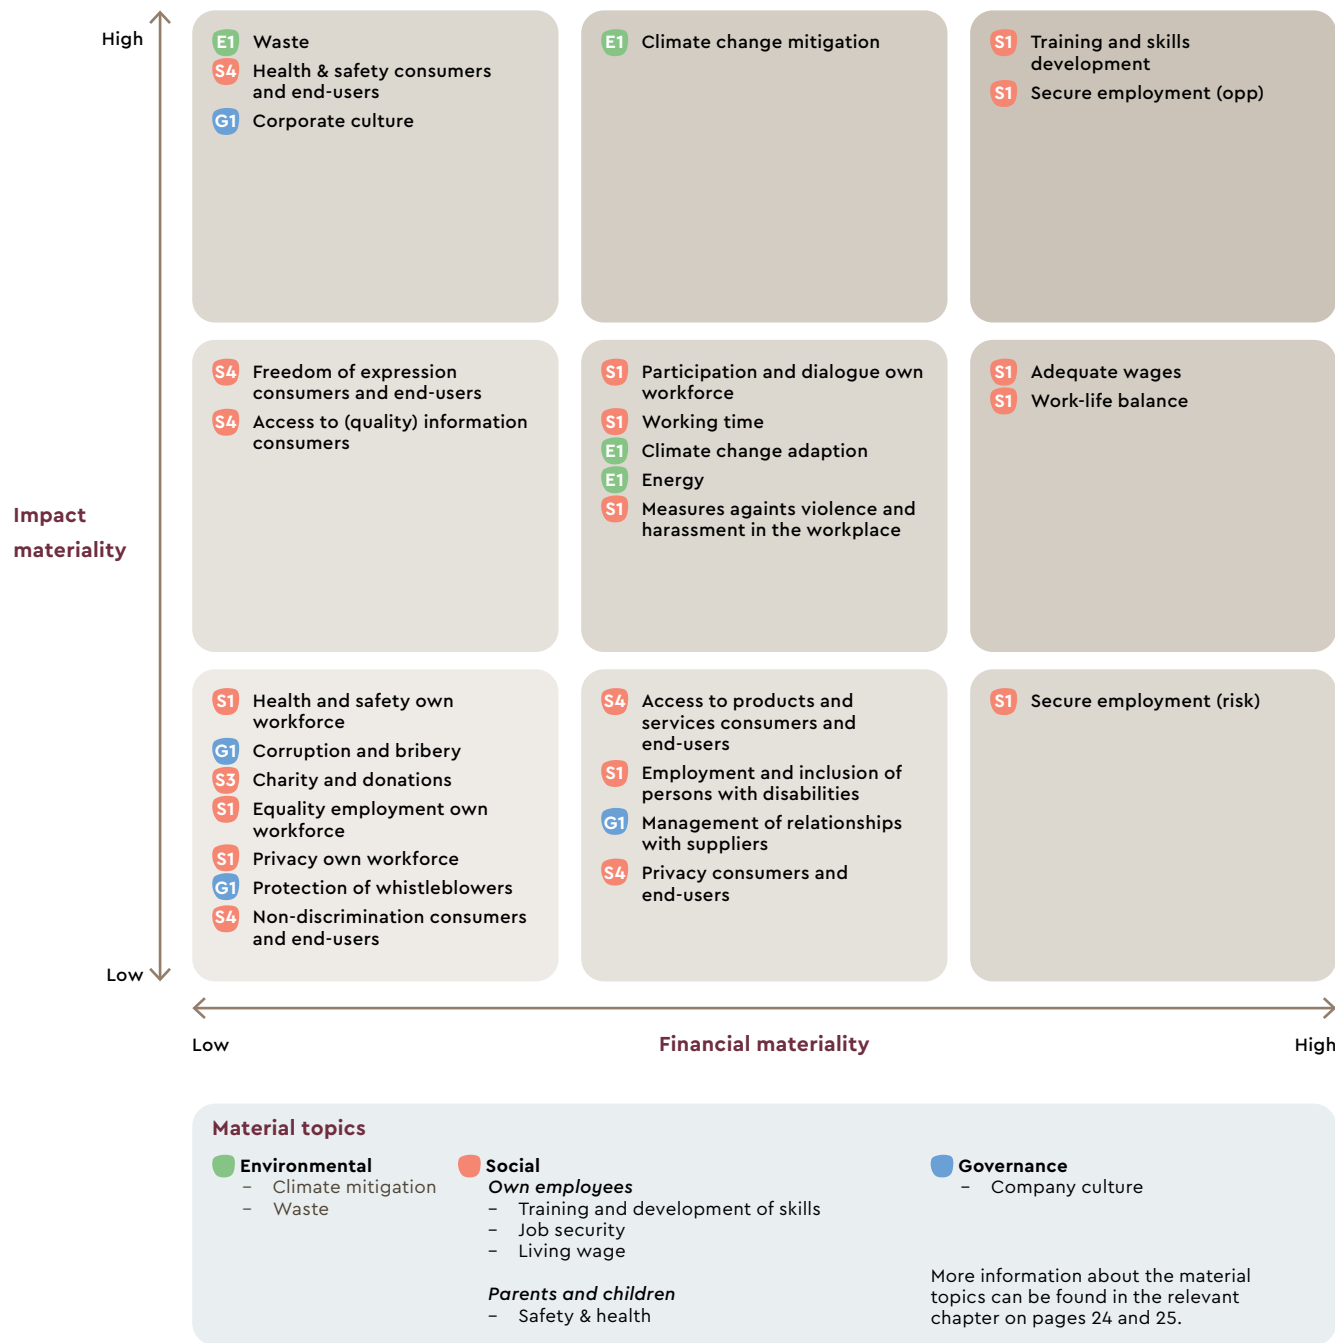 High
E1 Waste
S4 Health & safety consumers
and end-users
G1 Corporate culture
E1 Climate change mitigation
S1 Training and skills
development
S1 Secure employment (opp)
S4 Freedom of expression
consumers and end-users
S4 Access to (quality) information
consumers
S1 Participation and dialogue own
workforce
S1 Working time
E1 Climate change adaption
E1 Energy
S1 Measures againts violence and
harassment in the workplace
S1 Adequate wages
S1 Work-life balance
Impact
materiality
S1 Health and safety own
workforce
G1 Corruption and bribery
S3 Charity and donations
S1 Equality employment own
workforce
S1 Privacy own workforce
G1 Protection of whistleblowers
S4 Non-discrimination consumers
and end-users
S4 Access to products and
services consumers and
end-users
S1 Employment and inclusion of
persons with disabilities
G1 Management of relationships
with suppliers
S4 Privacy consumers and
end-users
S1 Secure employment (risk)
Low
Low
Financial materiality
High
Material topics
Environmental
- Climate mitigation
- Waste
Social
Own employees
- Training and development of skills
- Job security
- Living wage
Parents and children
- Safety & health
Governance
- Company culture
More information about the material
topics can be found in the relevant
chapter on pages 24 and 25.